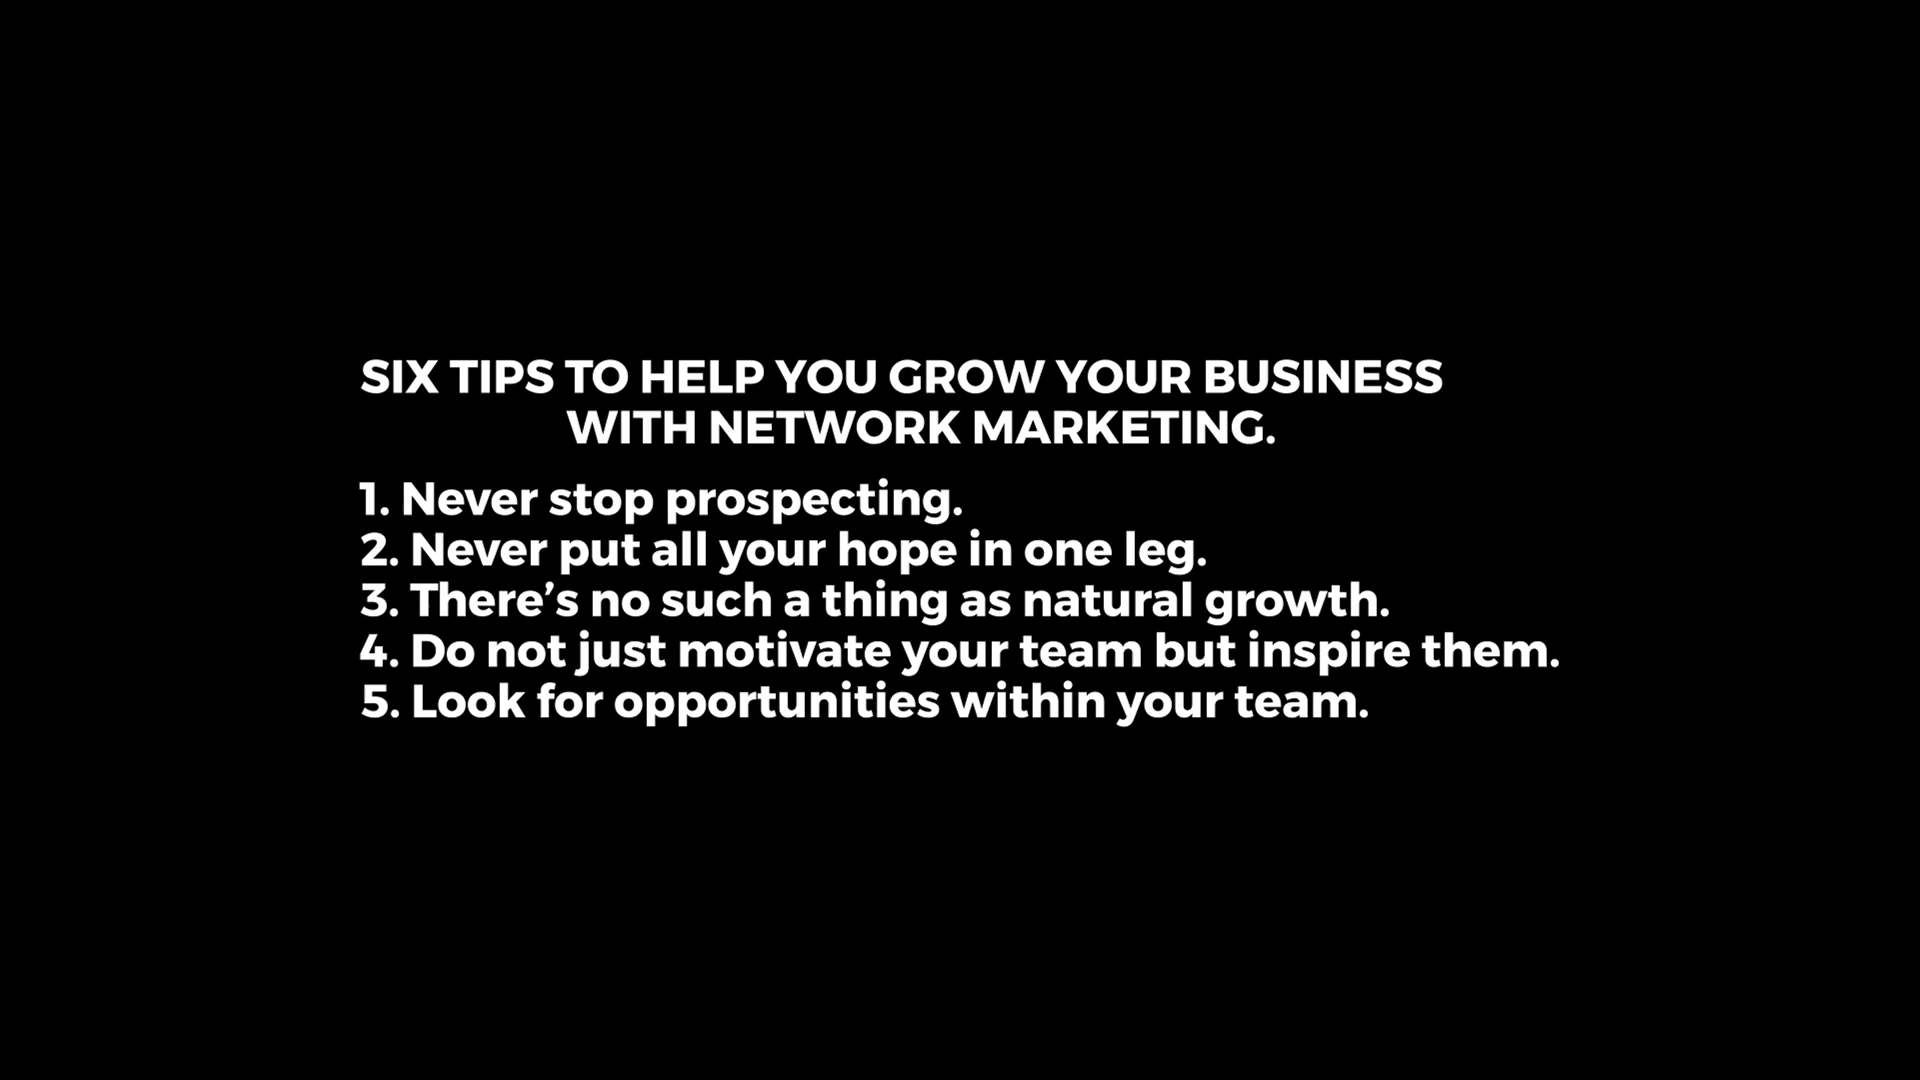 SIX TIPS TO HELP YOU GROW YOUR BUSINESS
WITH NETWORK MARKETING.
1. Never stop prospecting.
2. Never put all your hope in one leg.
3. There’s no such a thing as natural growth.
4. Do not just motivate your team but inspire them.
5. Look for opportunities within your team.